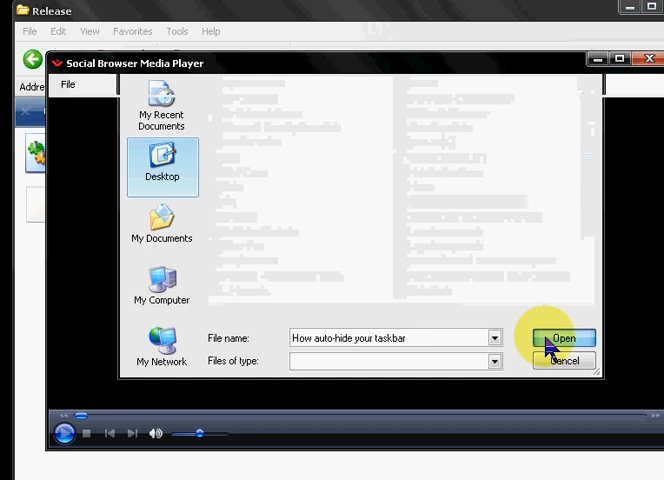 Release
File Edit View Favorites Tools Help
Social Browser Media Player
Addre
File
My Recent
Documents
Desktop
My Documents
My Computer
My Network
File name: How auto-hide your taskbar Open
Files of type: Cancel